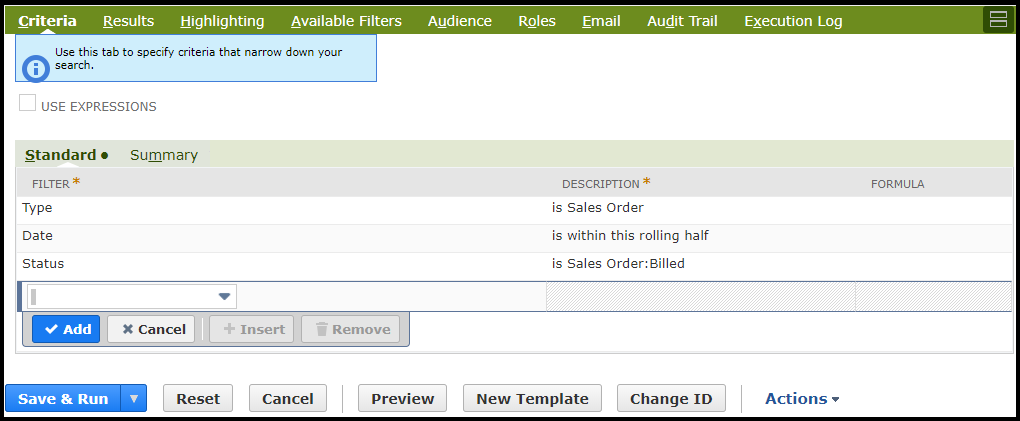 Criteria Results Highlighting Available Filters Audience Roles Email Audit Trail Execution Log
Use this tab to specify criteria that narrow down your
search.
USE EXPRESSIONS
Standard • Summary
FILTER * DESCRIPTION * FORMULA
Type is Sales Order
Date is within this rolling half
Status is Sales Order:Billed
Add Cancel Insert Remove
Save & Run Reset Cancel Preview New Template Change ID Actions